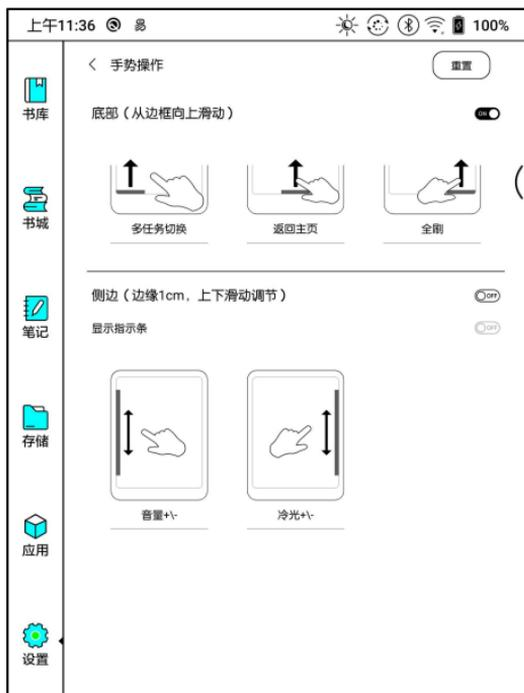 上午11:36 100%
手势操作 重置
书库
底部（从边框向上滑动） ON
书城
多任务切换 返回主页 全刷
侧边（边缘1cm，上下滑动调节） OFF
笔记
显示指示条 OFF
存储
音量+\- 冷光+\-
应用
设置